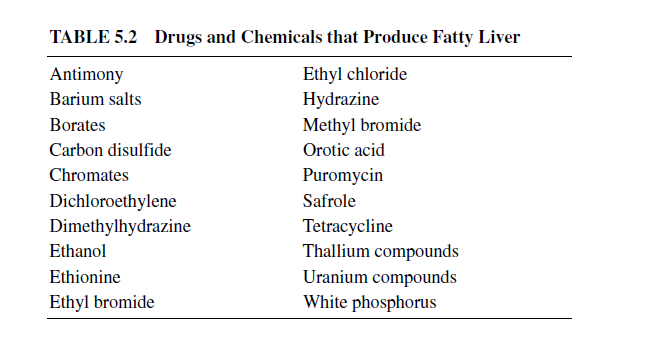 TABLE 5.2 Drugs and Chemicals that Produce Fatty Liver
Antimony Ethyl chloride
Barium salts Hydrazine
Borates Methyl bromide
Carbon disulfide Orotic acid
Chromates Puromycin
Dichloroethylene Safrole
Dimethylhydrazine Tetracycline
Ethanol Thallium compounds
Ethionine Uranium compounds
Ethyl bromide White phosphorus